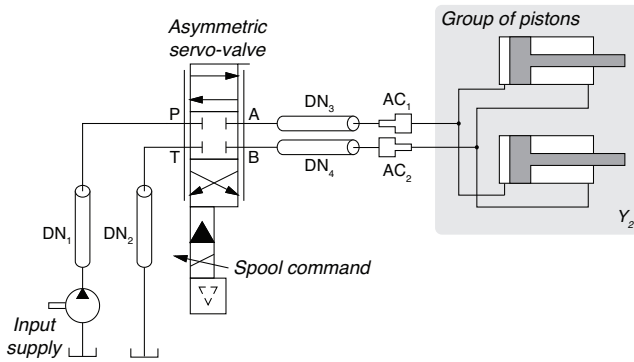 Asymmetric
servo-valve
Group of pistons
P
A
T
B
DN₃
DN₄
AC₁
AC₂
DN₁
DN₂
Y₂
Spool command
Input
supply